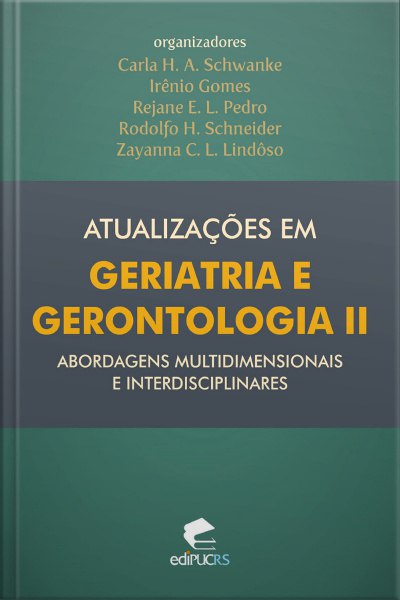 organizadores
Carla H. A. Schwanke
Irênio Gomes
Rejane E. L. Pedro
Rodolfo H. Schneider
Zayanna C. L. Lindôso
ATUALIZAÇÕES EM
GERIATRIA E
GERONTOLOGIA II
ABORDAGENS MULTIDIMENSIONAIS
E INTERDISCIPLINARES
ediPUCRS